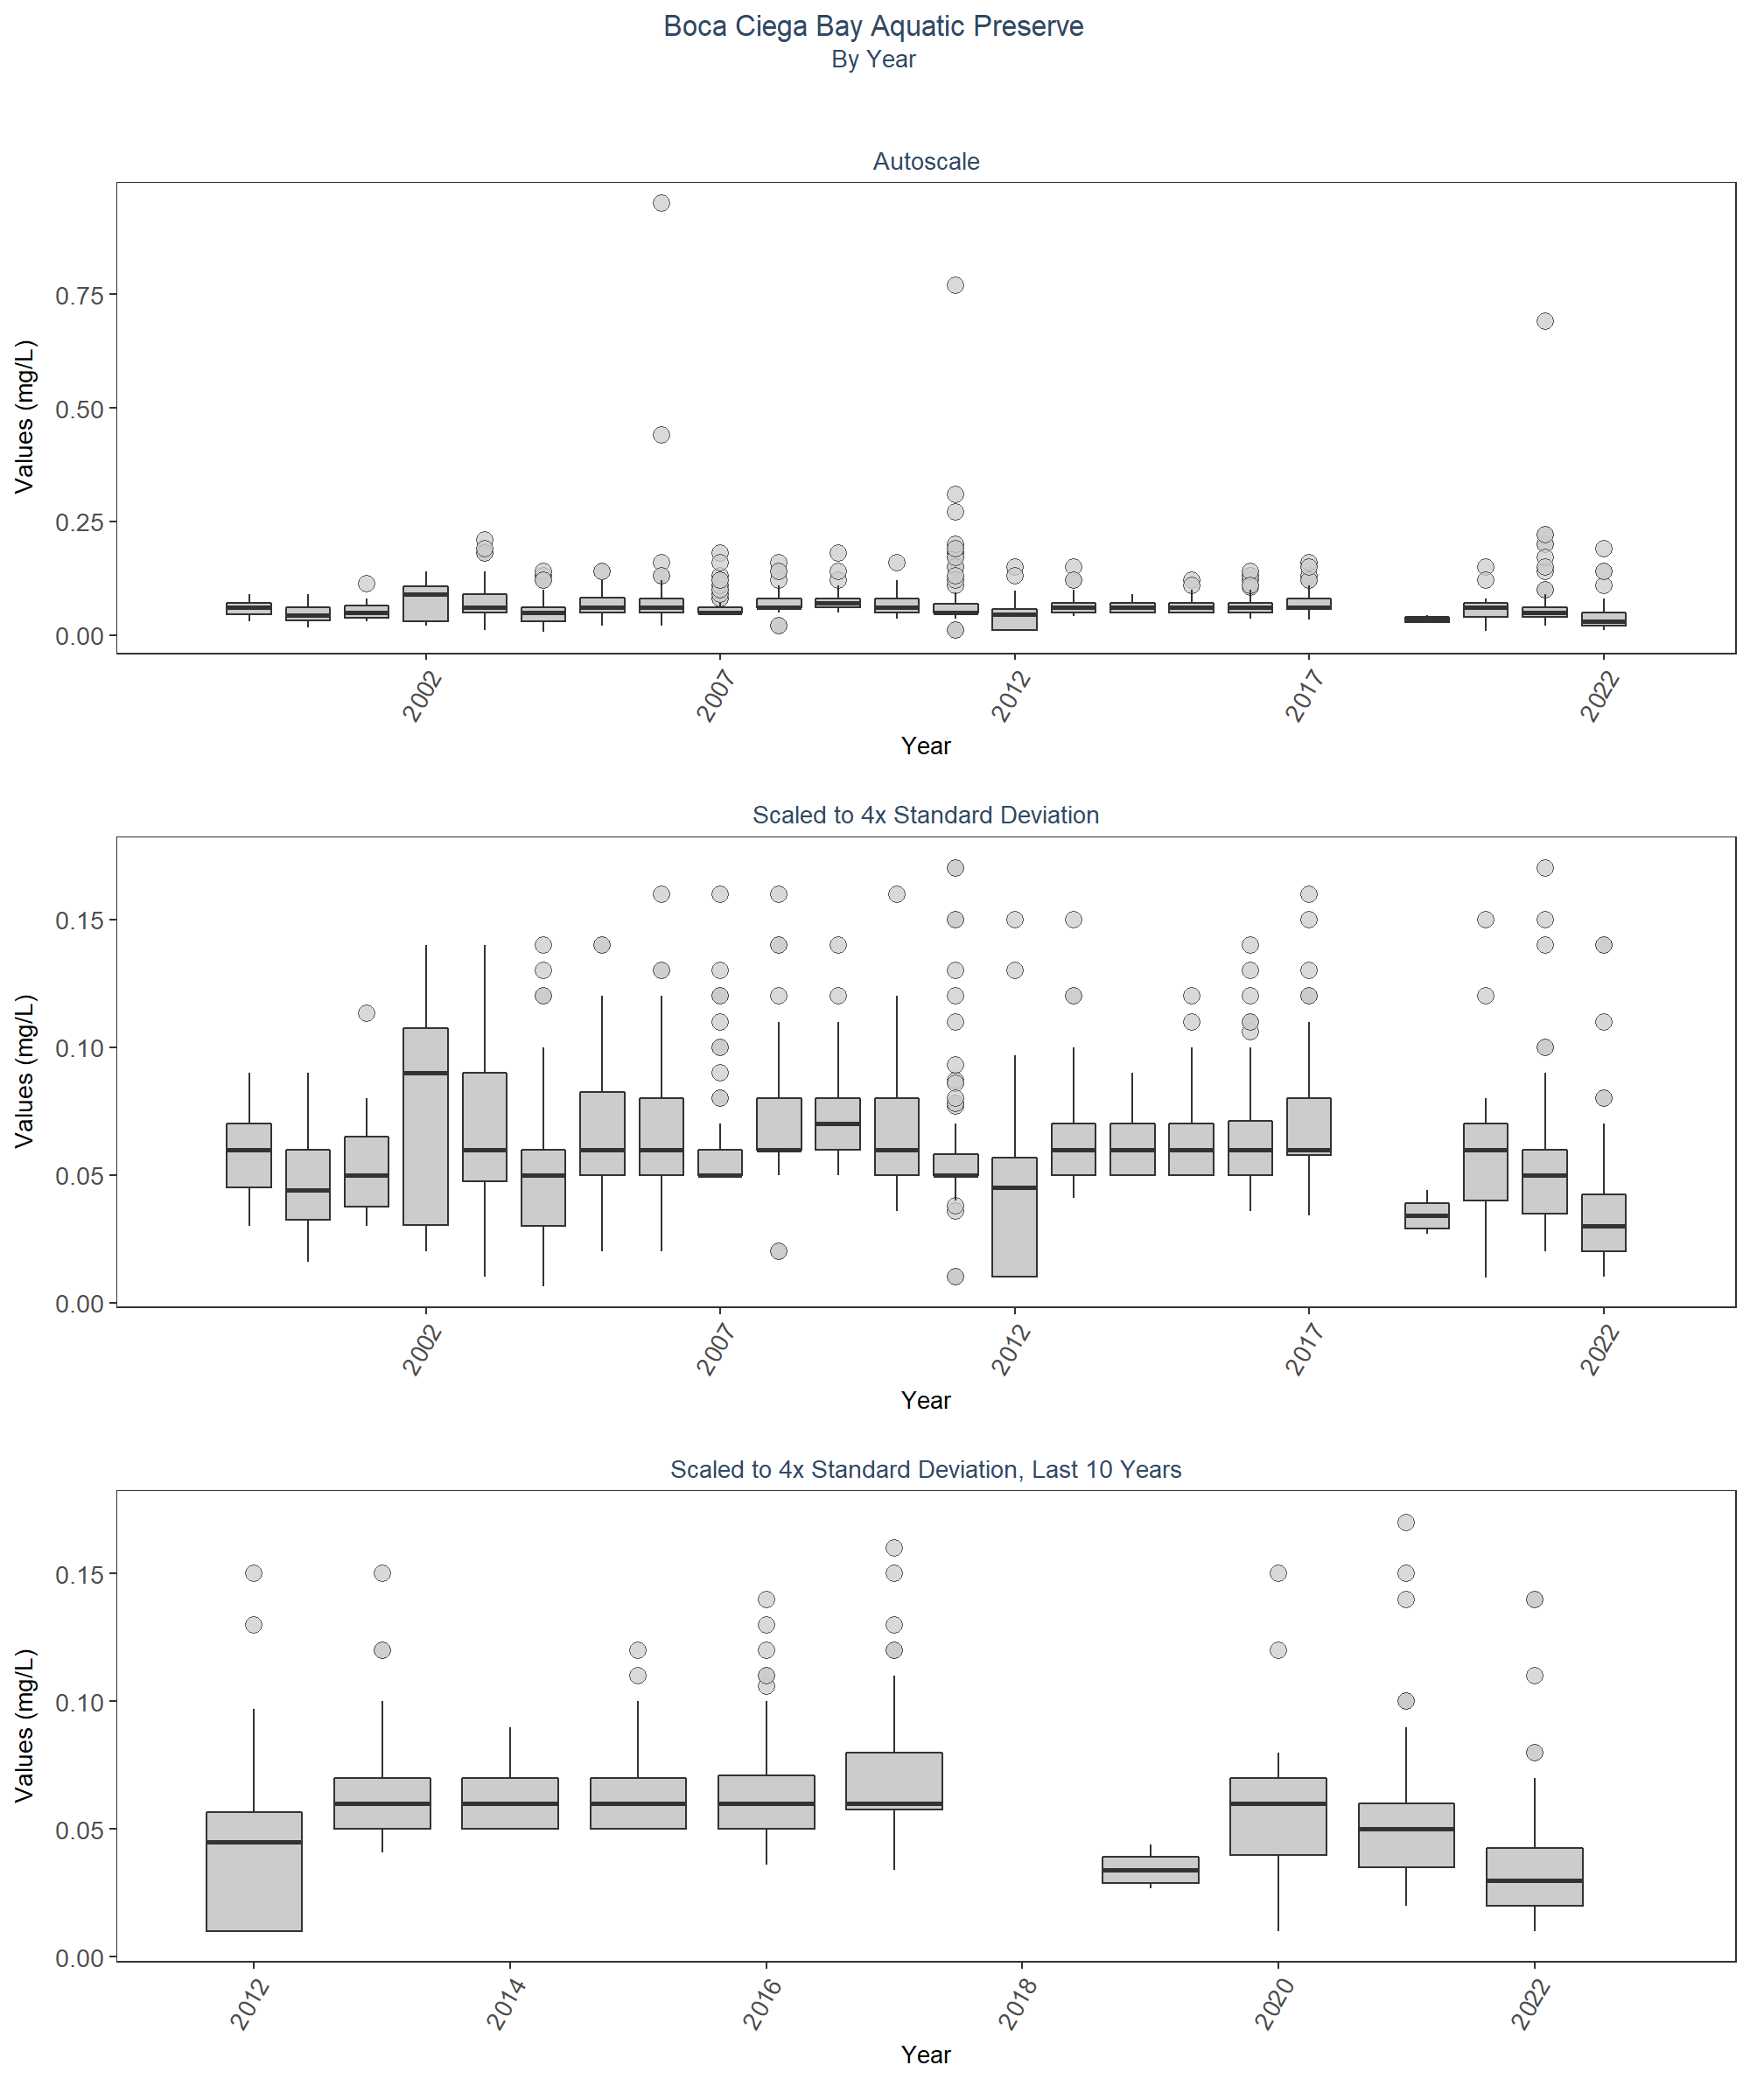 Boca Ciega Bay Aquatic Preserve
By Year
Autoscale
Values (mg/L)
0.75
0.50
0.25
0.00
2002
2007
2012
2017
2022
Year
Scaled to 4x Standard Deviation
Values (mg/L)
0.15
0.10
0.05
0.00
2002
2007
2012
2017
2022
Year
Scaled to 4x Standard Deviation, Last 10 Years
Values (mg/L)
0.15
0.10
0.05
0.00
2012
2014
2016
2018
2020
2022
Year